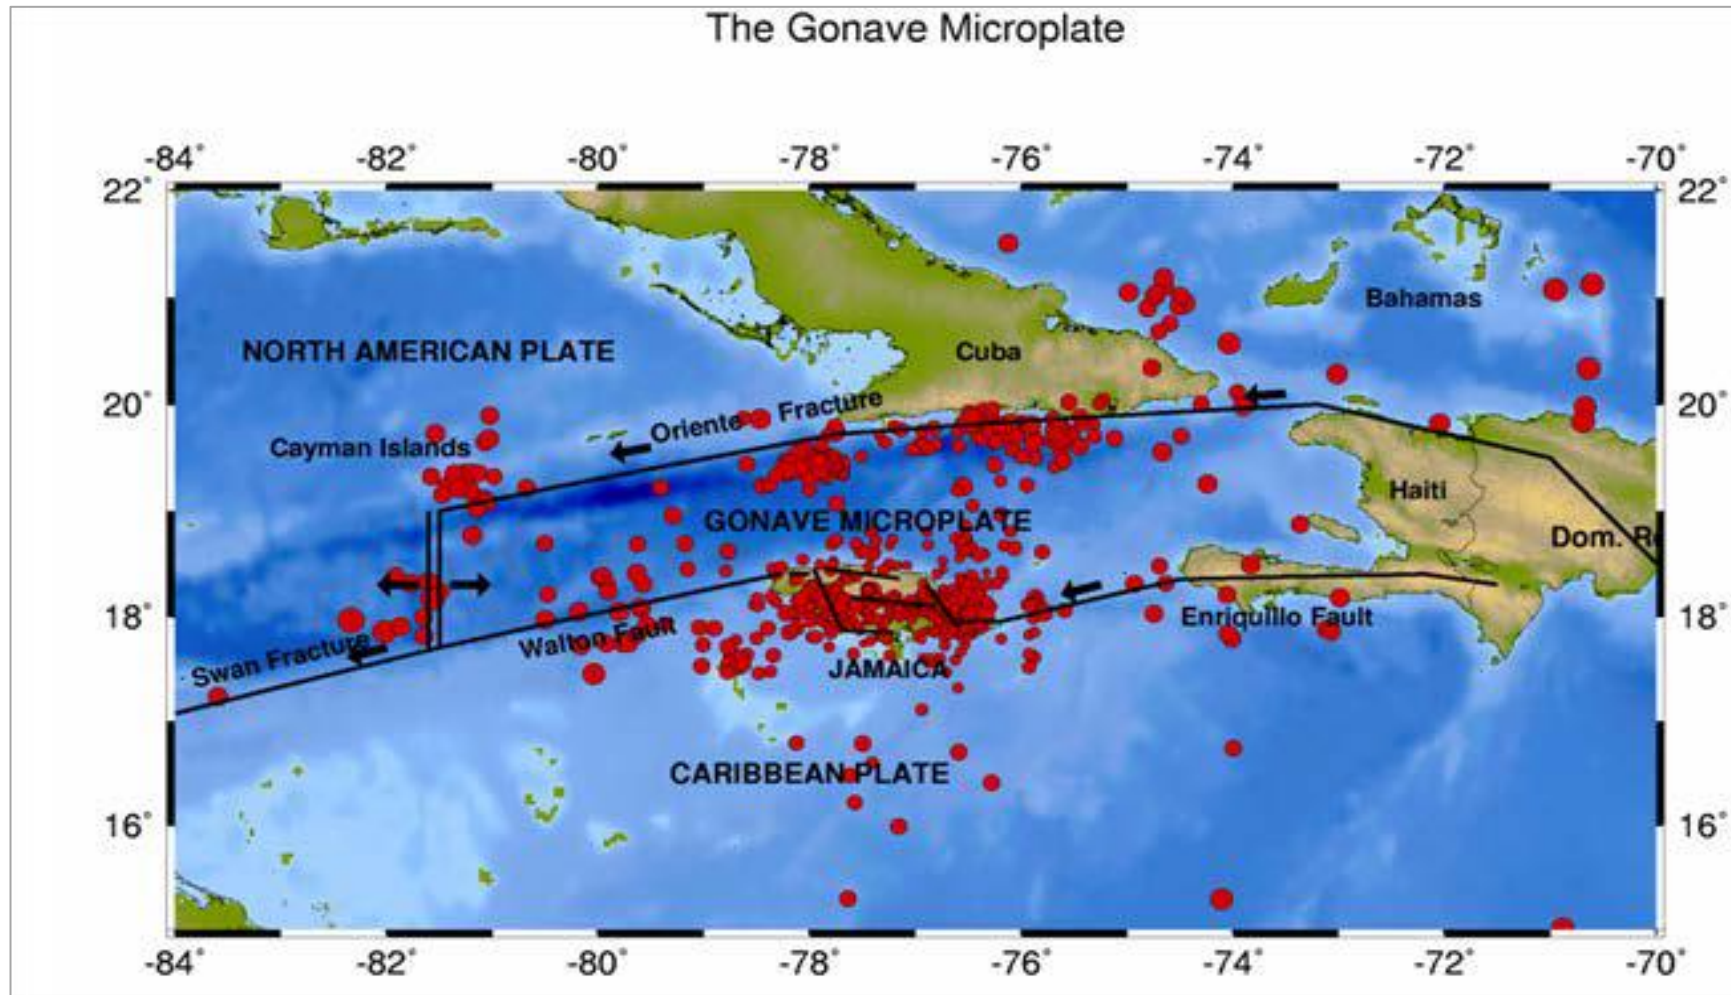 The Gonave Microplate
-84° -82° -80° -78° -76° -74° -72° -70°
22° 22°
Bahamas
NORTH AMERICAN PLATE
Cuba
20° 20°
Oriente Fracture
Cayman Islands
Haiti
GONAVE MICROPLATE
Dom. Re
18° 18°
Enriquillo Fault
Walton Fault
Swan Fracture
JAMAICA
CARIBBEAN PLATE
16° 16°
-84° -82° -80° -78° -76° -74° -72° -70°